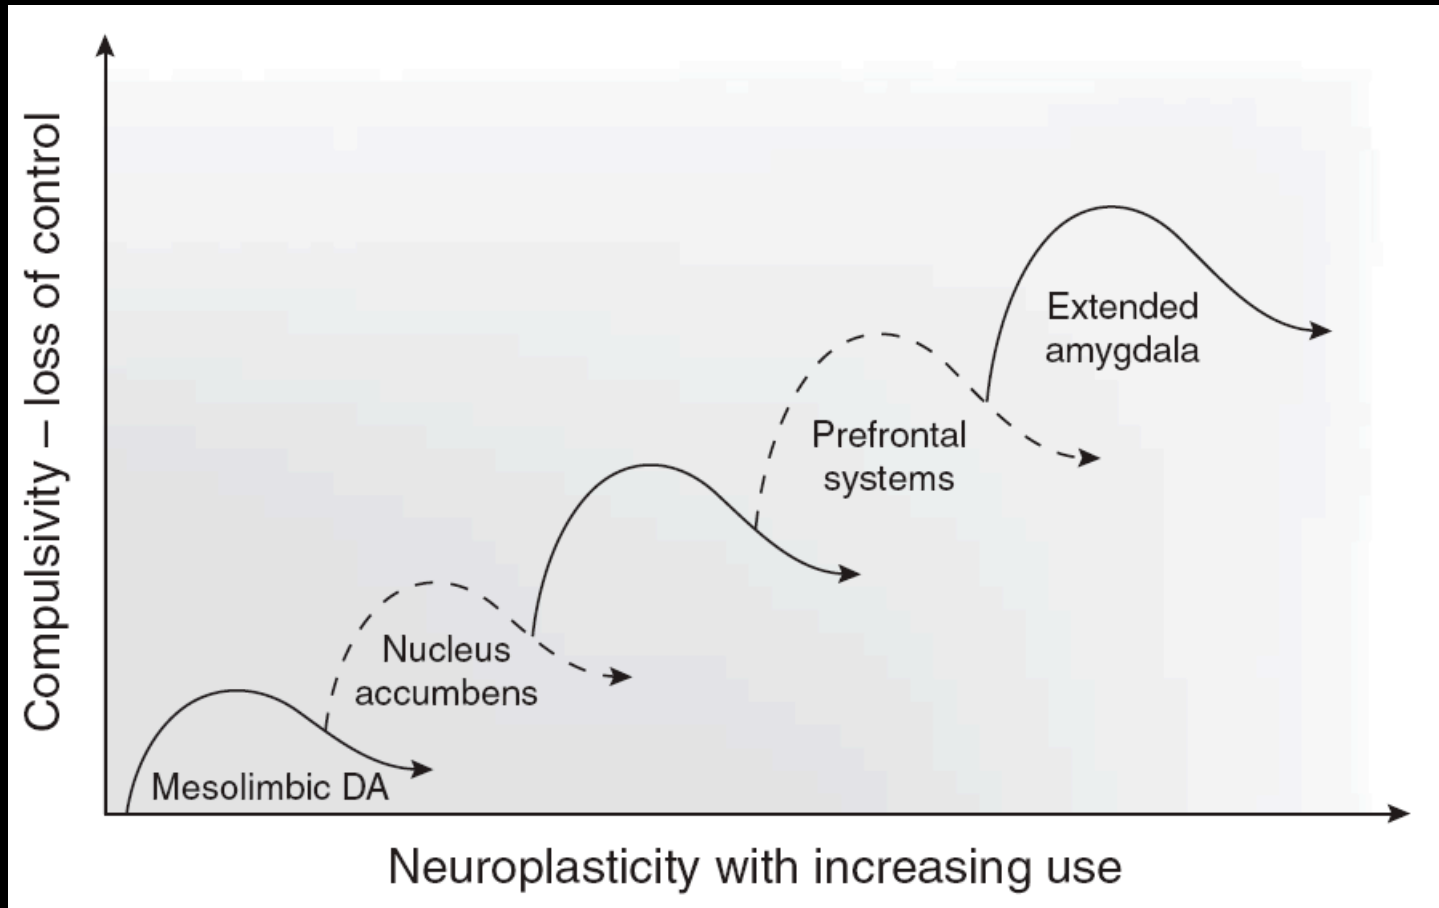 Compulsivity – loss of control
Extended
amygdala
Prefrontal
systems
Nucleus
accumbens
Mesolimbic DA
Neuroplasticity with increasing use